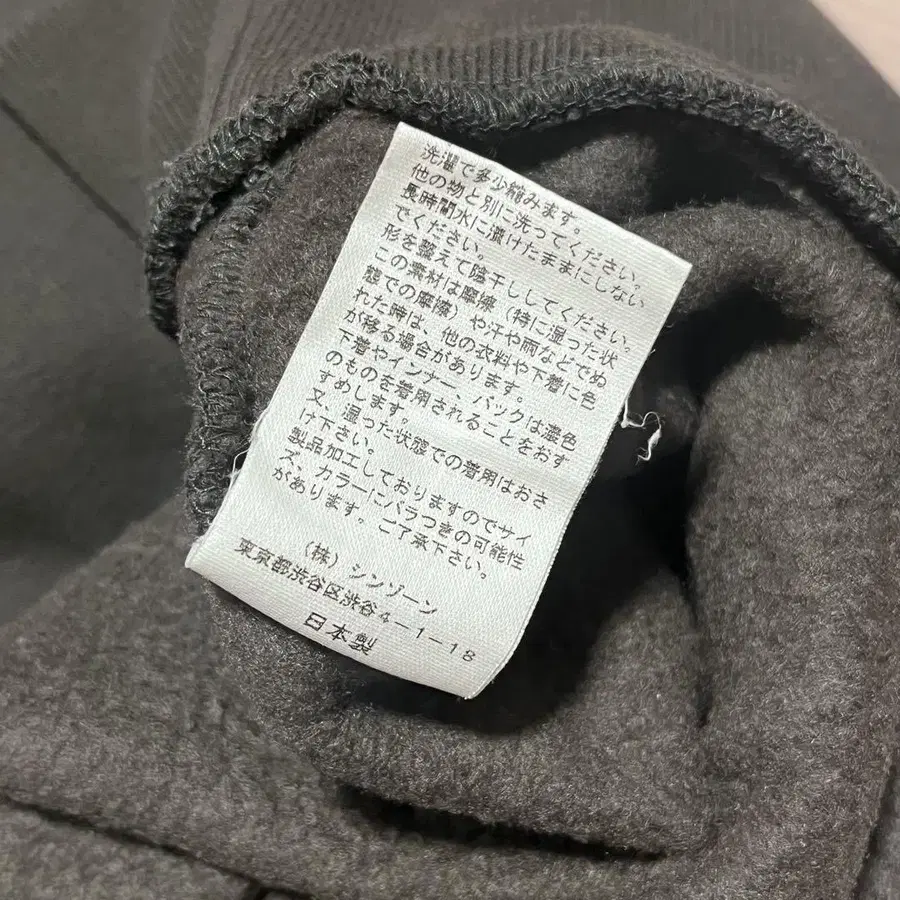 洗濯で多少縮みます。
他の物と別に洗ってください。
長時間水に漬けたままにしない
でください。
形を整えて陰干ししてください。
この素材は摩擦（特に湿った状
態での摩擦）や汗や雨などでぬ
れた時は、他の衣料や下着に色
が移る場合があります。
下着やインナー、バックは濃色
のものを着用されることをおす
すめします。
又、湿った状態での着用はおさ
け下さい。
製品加工しておりますのでサイ
ズ、カラーにバラつきの可能性
があります。ご了承下さい。
（株）シンゾーン
東京都渋谷区渋谷4－1－18
日本製